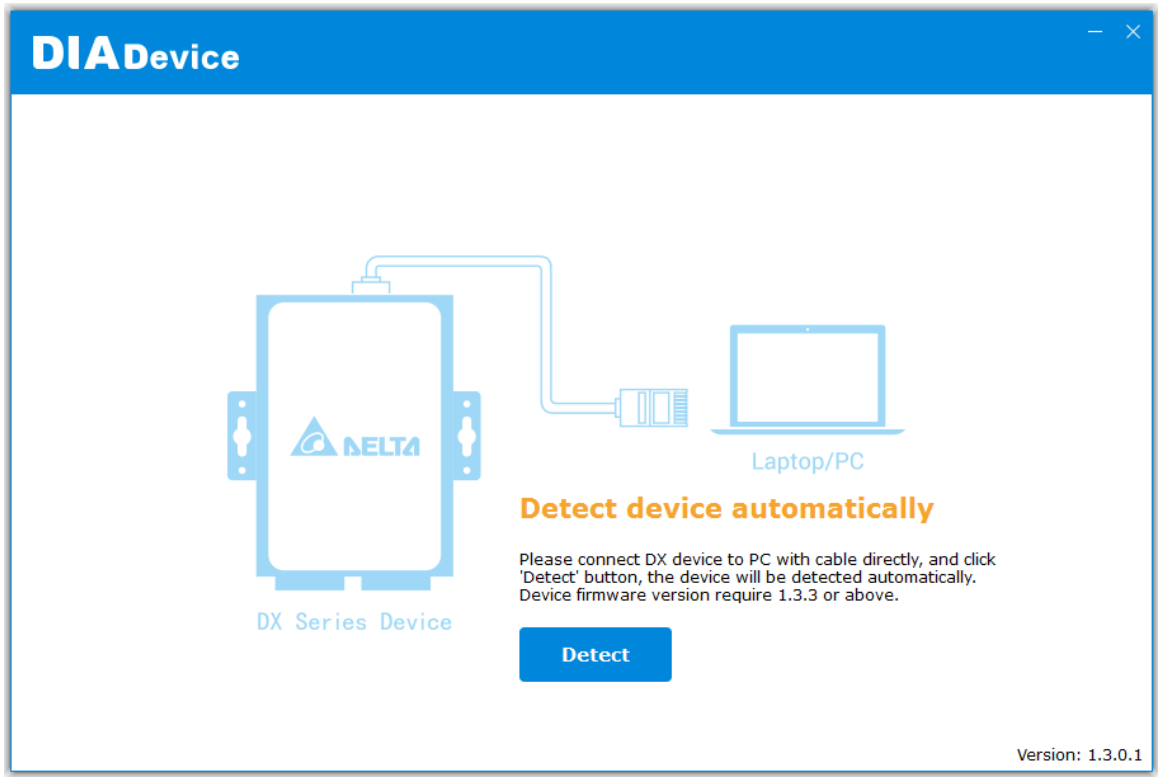 DIADevice
DELTA
Laptop/PC
Detect device automatically
Please connect DX device to PC with cable directly, and click
'Detect' button, the device will be detected automatically.
Device firmware version require 1.3.3 or above.
DX Series Device
Detect
Version: 1.3.0.1